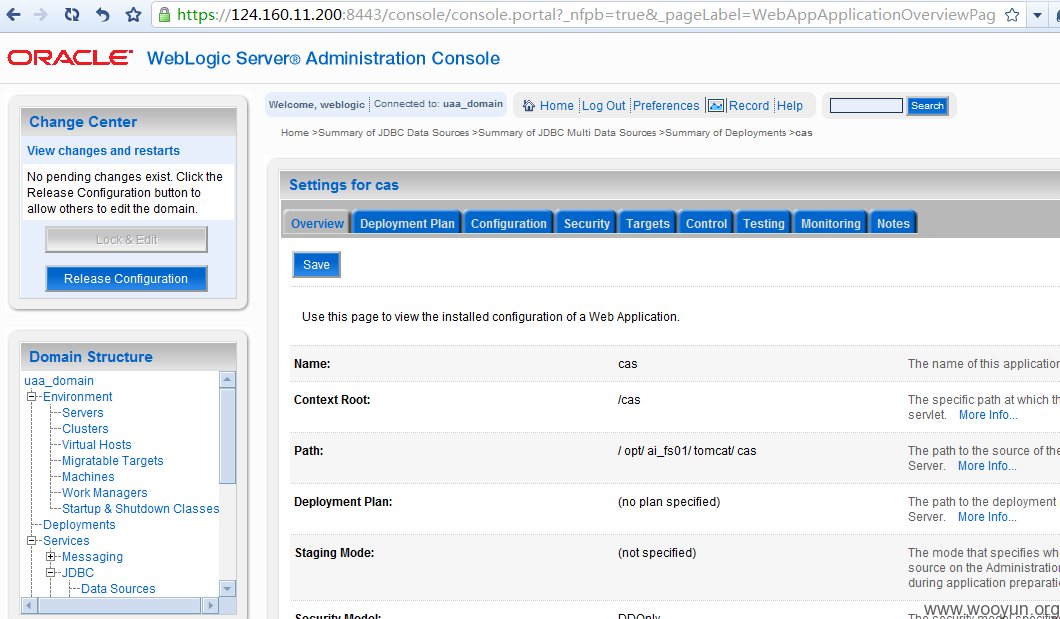 https://124.160.11.200:8443/console/console.portal?_nfpb=true&_pageLabel=WebAppApplicationOverviewPag
ORACLE WebLogic Server® Administration Console
Change Center
View changes and restarts
No pending changes exist. Click the
Release Configuration button to
allow others to edit the domain.
Lock & Edit
Release Configuration
Domain Structure
uaa_domain
Environment
Servers
Clusters
Virtual Hosts
Migratable Targets
Machines
Work Managers
Startup & Shutdown Classes
Deployments
Services
Messaging
JDBC
Data Sources
Welcome, weblogic Connected to: uaa_domain
Home Log Out Preferences Record Help Search
Home >Summary of JDBC Data Sources >Summary of JDBC Multi Data Sources >Summary of Deployments >cas
Settings for cas
Overview Deployment Plan Configuration Security Targets Control Testing Monitoring Notes
Save
Use this page to view the installed configuration of a Web Application.
Name: cas The name of this application
Context Root: /cas The specific path at which th
servlet. More Info...
Path: / opt/ ai_fs01/ tomcat/ cas The path to the source of the
Server. More Info...
Deployment Plan: (no plan specified) The path to the deployment
Server. More Info...
Staging Mode: (not specified) The mode that specifies wh
source on the Administration
during application preparatio
Security Model: DDOnly The security model specifie
www.wooyun.org